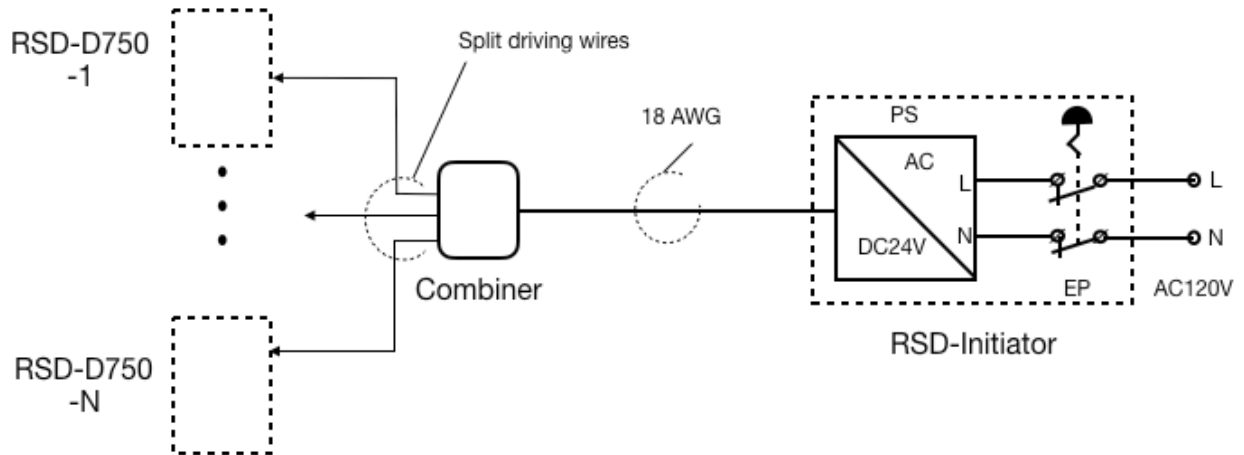 RSD-D750
-1
Split driving wires
18 AWG
PS
AC
L
L
N
N
DC24V
Combiner
EP
AC120V
RSD-Initiator
RSD-D750
-N